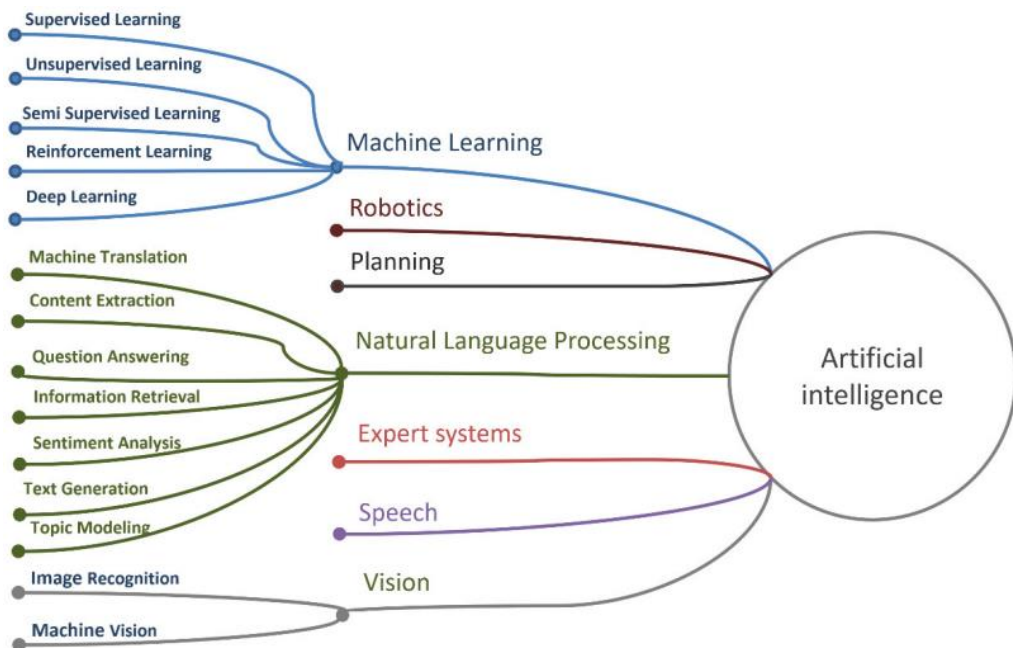 Supervised Learning
Unsupervised Learning
Semi Supervised Learning
Reinforcement Learning
Deep Learning
Machine Learning
Robotics
Planning
Machine Translation
Content Extraction
Question Answering
Information Retrieval
Sentiment Analysis
Text Generation
Topic Modeling
Natural Language Processing
Expert systems
Speech
Vision
Image Recognition
Machine Vision
Artificial
intelligence